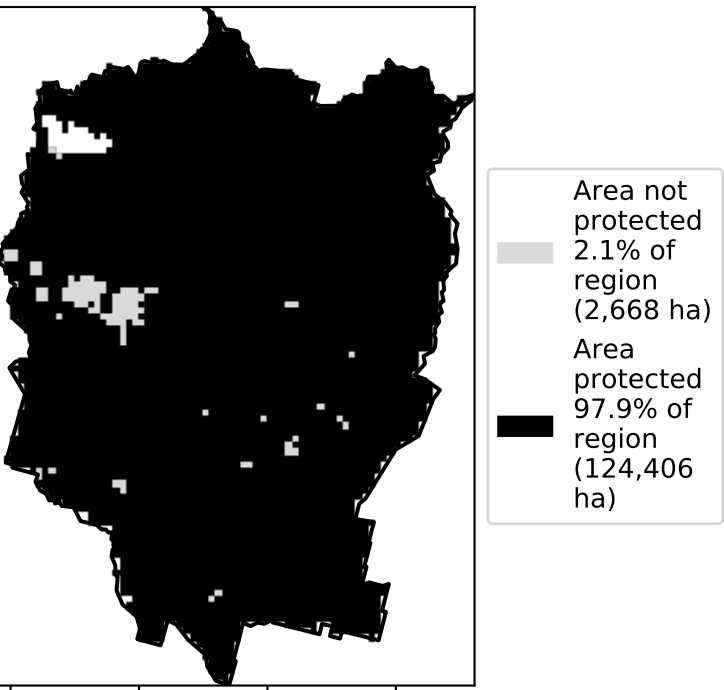 Area not
protected
2.1% of
region
(2,668 ha)
Area
protected
97.9% of
region
(124,406
ha)